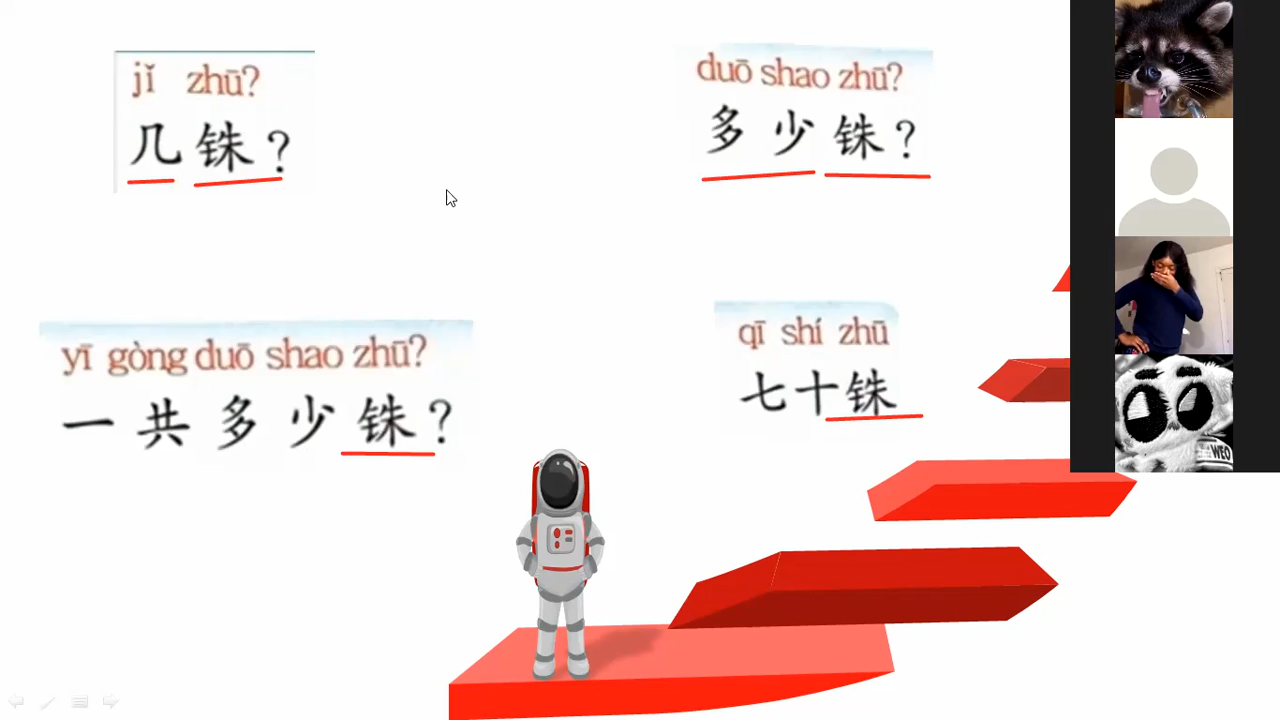 jǐ zhū?
几 铢 ?
duō shao zhū?
多 少 铢 ?
yī gòng duō shao zhū?
一 共 多 少 铢 ?
qī shí zhū
七十铢
WEO